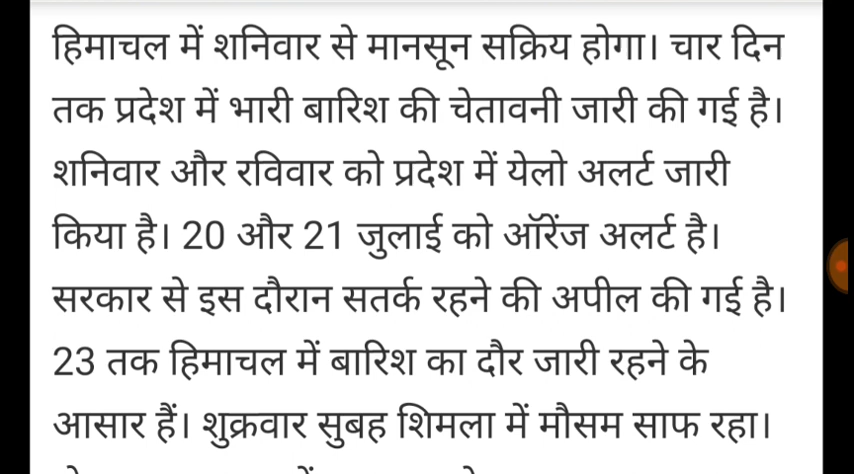 हिमाचल में शनिवार से मानसून सक्रिय होगा। चार दिन
तक प्रदेश में भारी बारिश की चेतावनी जारी की गई है।
शनिवार और रविवार को प्रदेश में येलो अलर्ट जारी
किया है। 20 और 21 जुलाई को ऑरेंज अलर्ट है।
सरकार से इस दौरान सतर्क रहने की अपील की गई है।
23 तक हिमाचल में बारिश का दौर जारी रहने के
आसार हैं। शुक्रवार सुबह शिमला में मौसम साफ रहा।